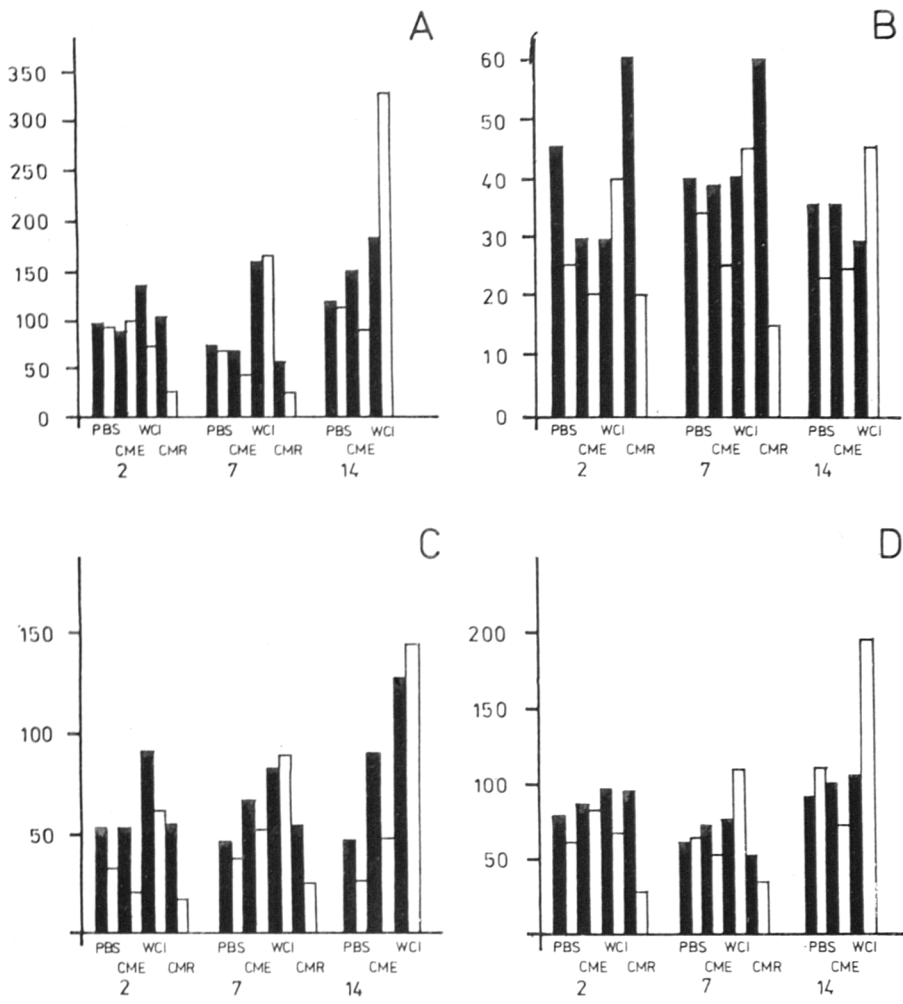 A
350
300
250
200
150
100
50
0
PBS WCI PBS WCI PBS WCI
CME CMR CME CMR CME
2 7 14
B
60
50
40
30
20
10
0
PBS WCI PBS WCI PBS WCI
CME CMR CME CMR CME
2 7 14
C
150
100
50
PBS WCI PBS WCI PBS WCI
CME CMR CME CMR CME
2 7 14
D
200
150
100
50
PBS WCI PBS WCI PBS WCI
CME CMR CME CMR CME
2 7 14